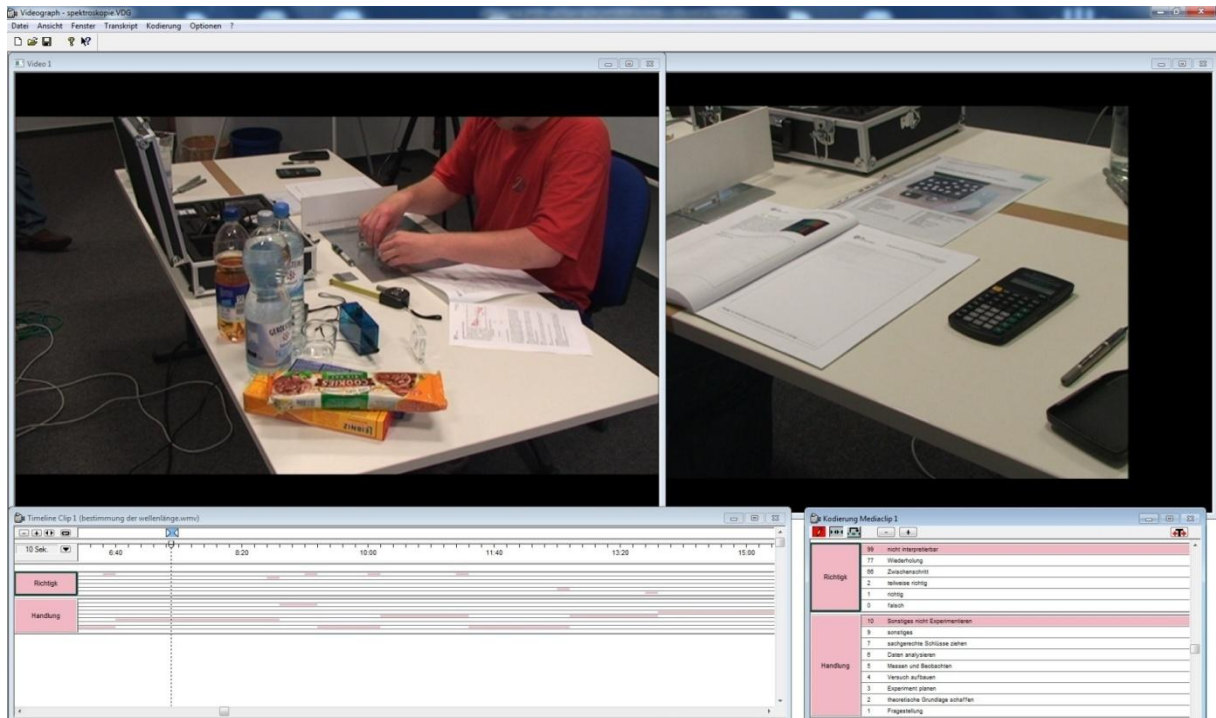 Videograph - spektroskopie.VDG
Datei Ansicht Fenster Transkript Kodierung Optionen ?
Video 1
GEROLSTEINER
COOKIES
LEIBNIZ
Timeline Clip 1 (bestimmung der wellenlänge.wmv)
10 Sek.
6:40 8:20 10:00 11:40 13:20 15:00
Richtigk
Handlung
Kodierung Mediaclip 1
Richtigk
99 nicht interpretierbar
77 Wiederholung
66 Zwischenschritt
2 teilweise richtig
1 richtig
0 falsch
Handlung
10 Sonstiges nicht Experimentieren
9 sonstiges
7 sachgerechte Schlüsse ziehen
6 Daten analysieren
5 Messen und Beobachten
4 Versuch aufbauen
3 Experiment planen
2 theoretische Grundlage schaffen
1 Fragestellung